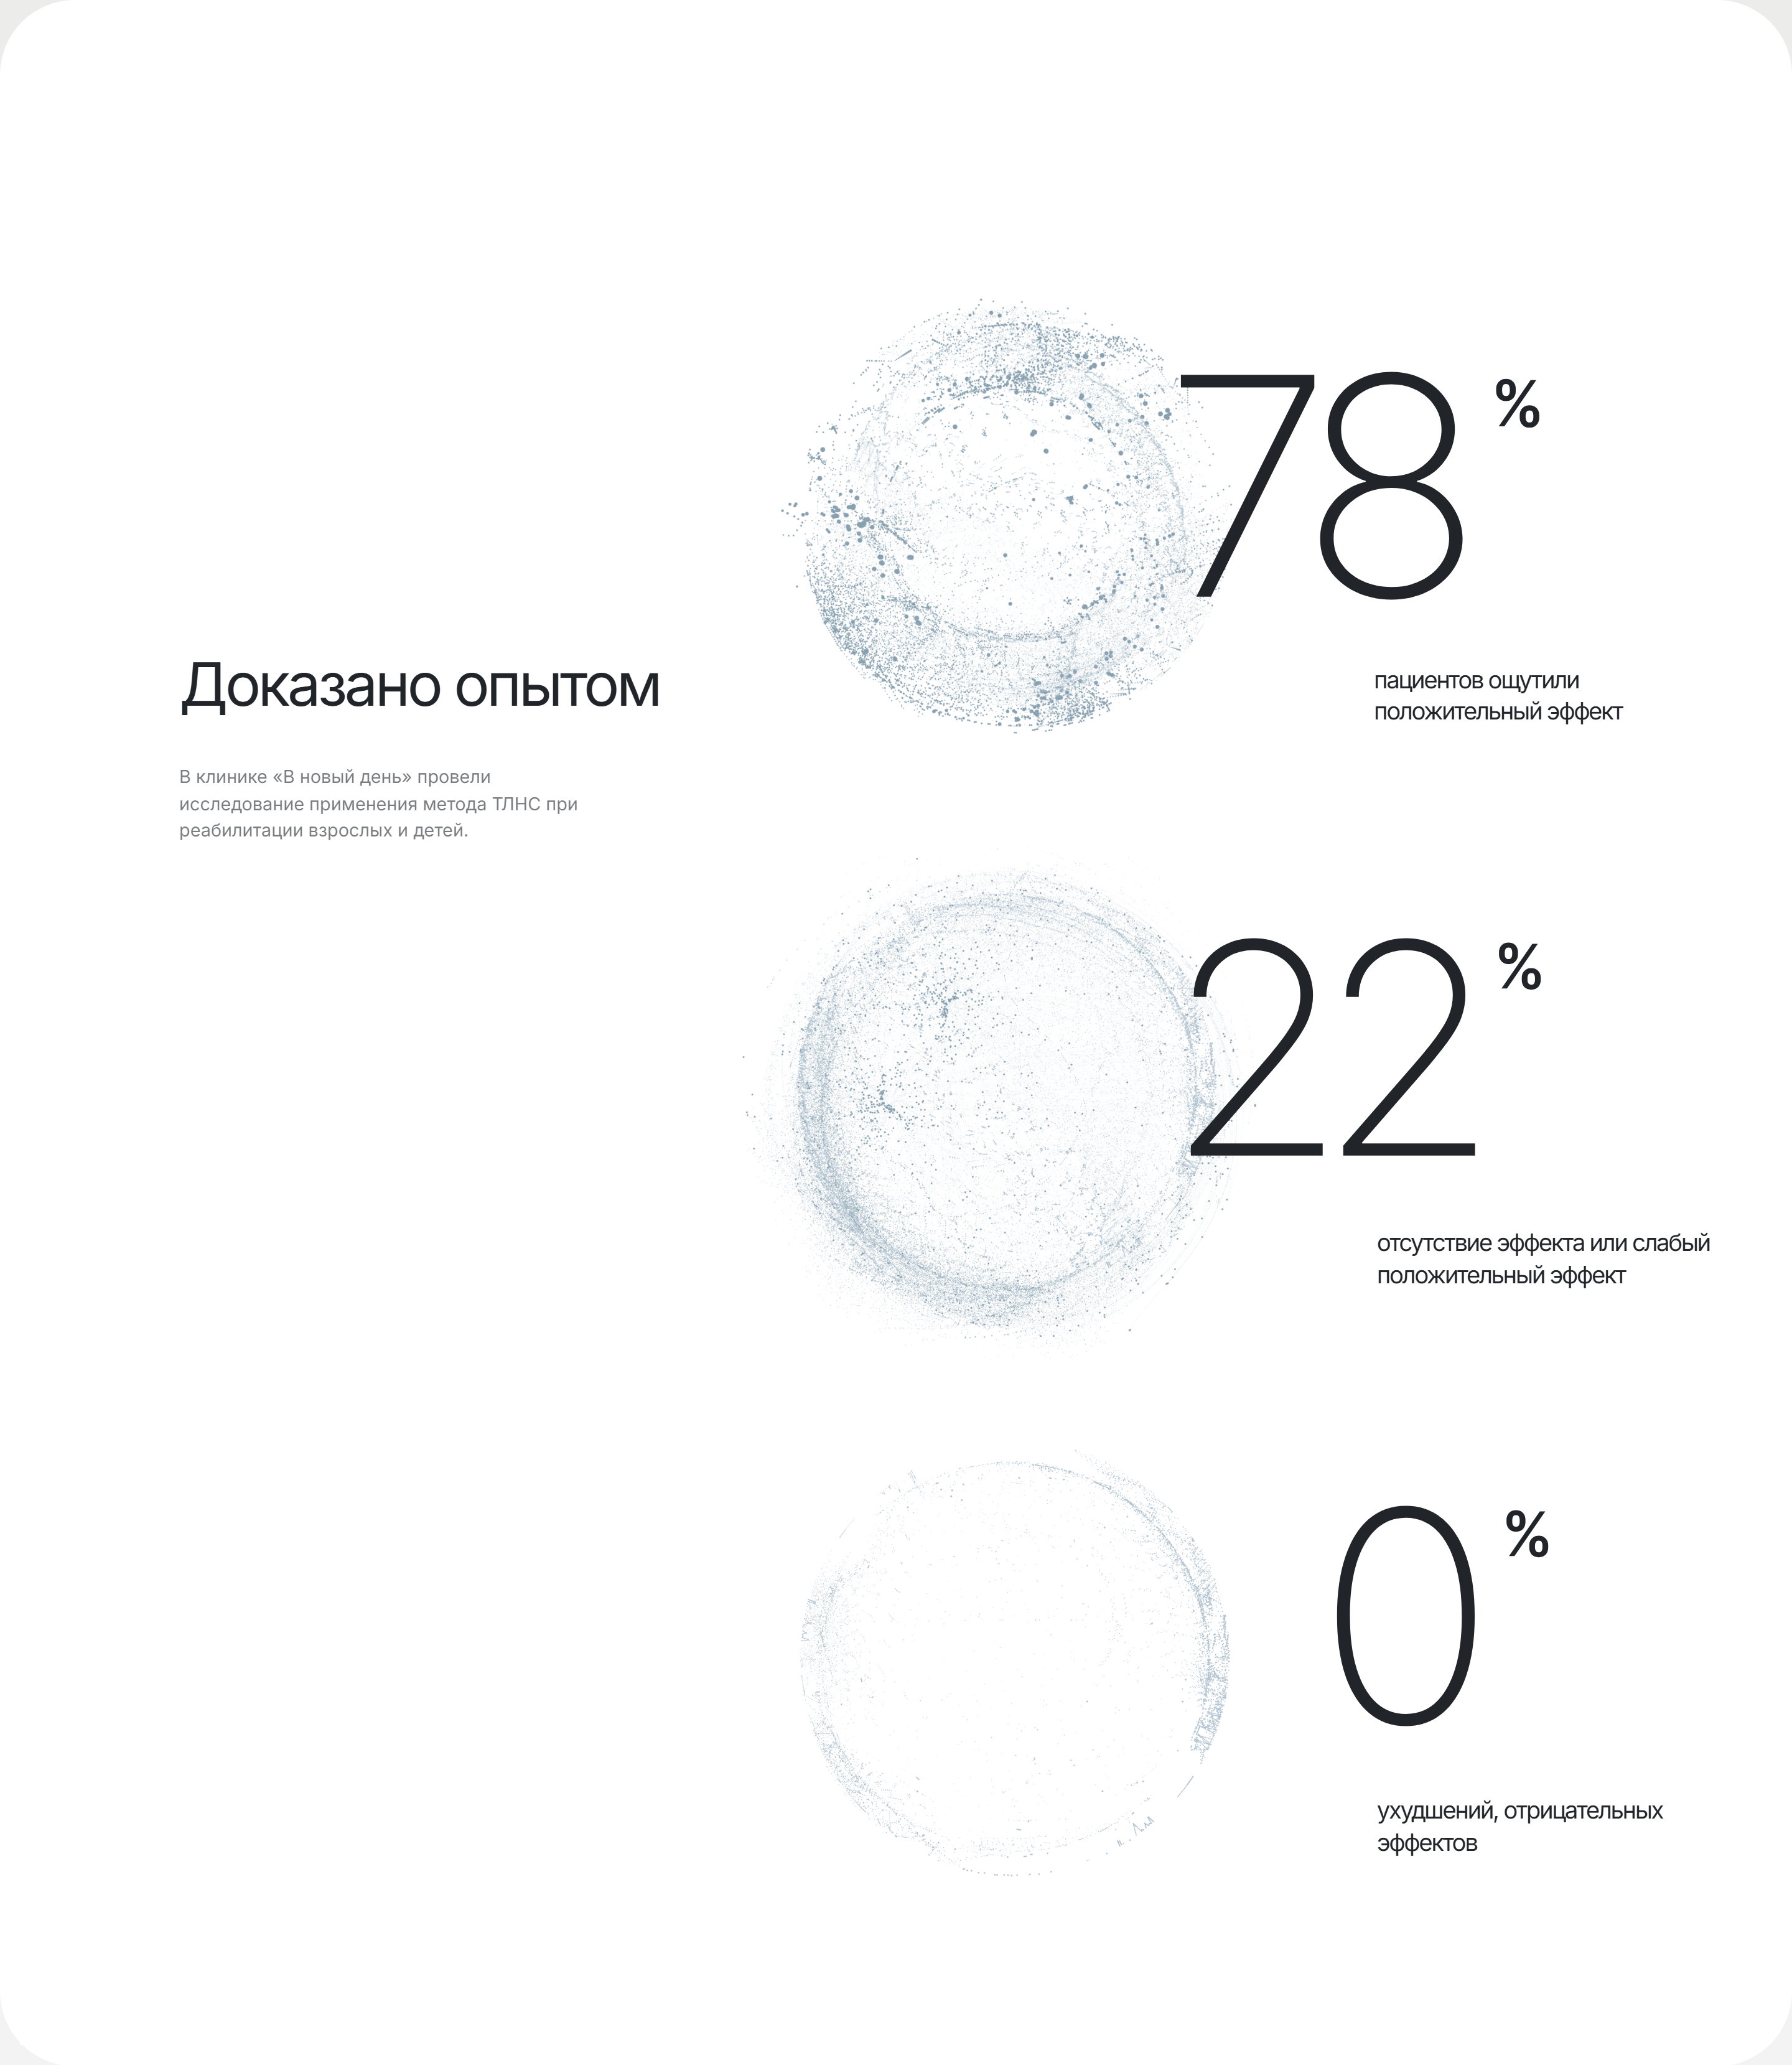 Доказано опытом
В клинике «В новый день» провели
исследование применения метода ТЛНС при
реабилитации взрослых и детей.
78 %
пациентов ощутили
положительный эффект
22 %
отсутствие эффекта или слабый
положительный эффект
0 %
ухудшений, отрицательных
эффектов